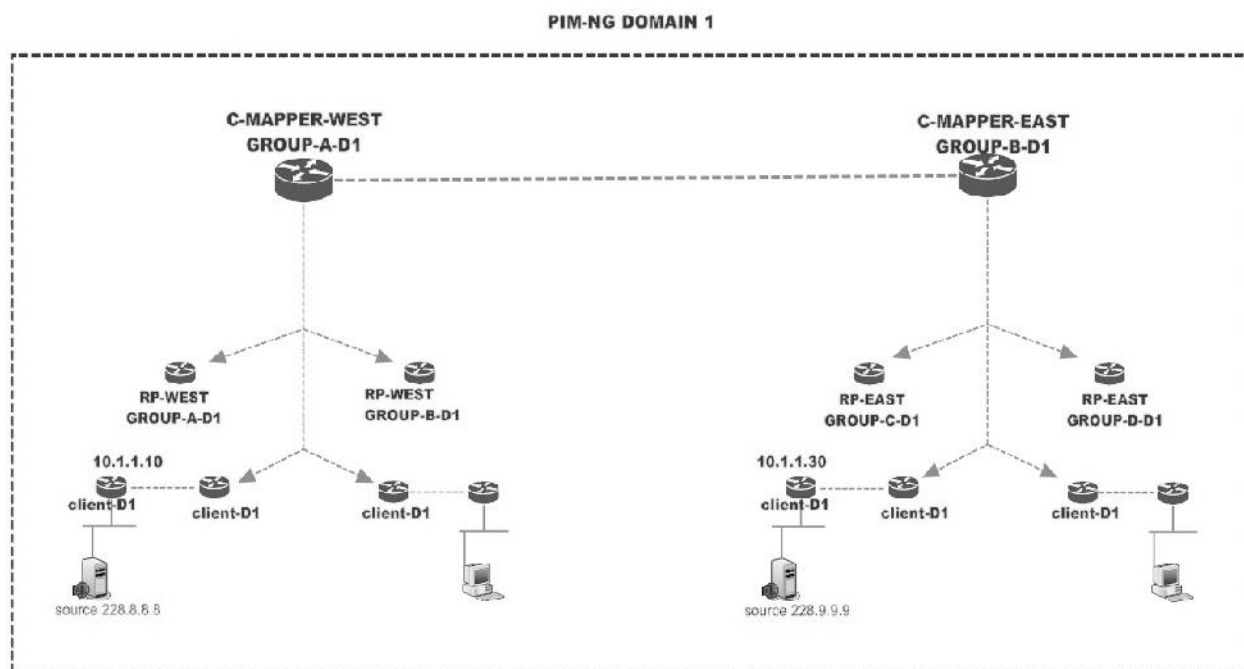 PIM-NG DOMAIN 1
C-MAPPER-WEST
GROUP-A-D1
C-MAPPER-EAST
GROUP-B-D1
RP-WEST
GROUP-A-D1
RP-WEST
GROUP-B-D1
RP-EAST
GROUP-C-D1
RP-EAST
GROUP-D-D1
10.1.1.10
client-D1
client-D1
client-D1
10.1.1.30
client-D1
client-D1
client-D1
source 228.8.8.8
source 228.9.9.9